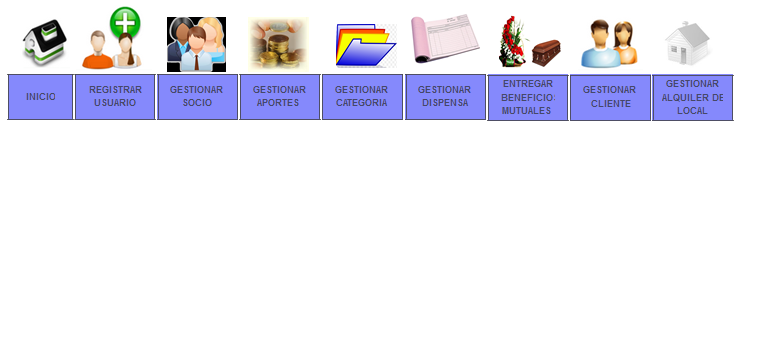 INICIO
REGISTRAR
USUARIO
GESTIONAR
SOCIO
GESTIONAR
APORTES
GESTIONAR
CATEGORIA
GESTIONAR
DISPENSA
ENTREGAR
BENEFICIO:
MUTUALES
GESTIONAR
CLIENTE
GESTIONAR
ALQUILER DE
LOCAL